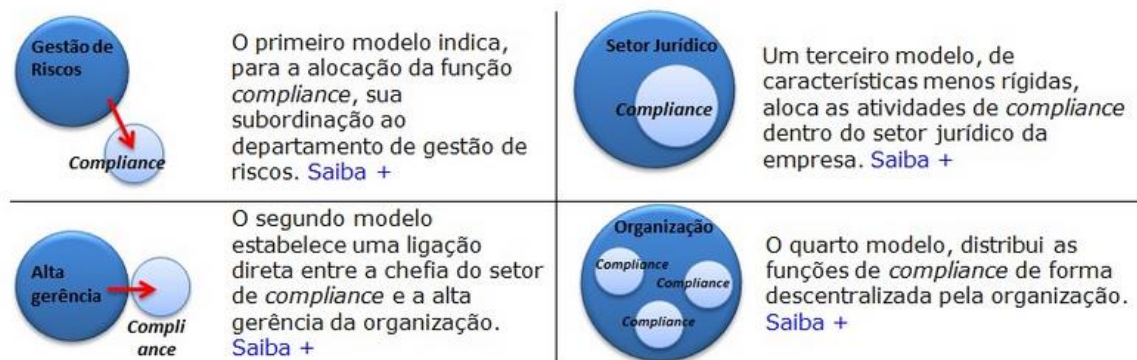 Gestão de
Riscos
Compliance
O primeiro modelo indica,
para a alocação da função
compliance, sua
subordinação ao
departamento de gestão de
riscos. Saiba +
Setor Jurídico
Compliance
Um terceiro modelo, de
características menos rígidas,
aloca as atividades de compliance
dentro do setor jurídico da
empresa. Saiba +
Alta
gerência
Compli
ance
O segundo modelo
estabelece uma ligação
direta entre a chefia do setor
de compliance e a alta
gerência da organização.
Saiba +
Organização
Compliance
Compliance
Compliance
O quarto modelo, distribui as
funções de compliance de forma
descentralizada pela organização.
Saiba +